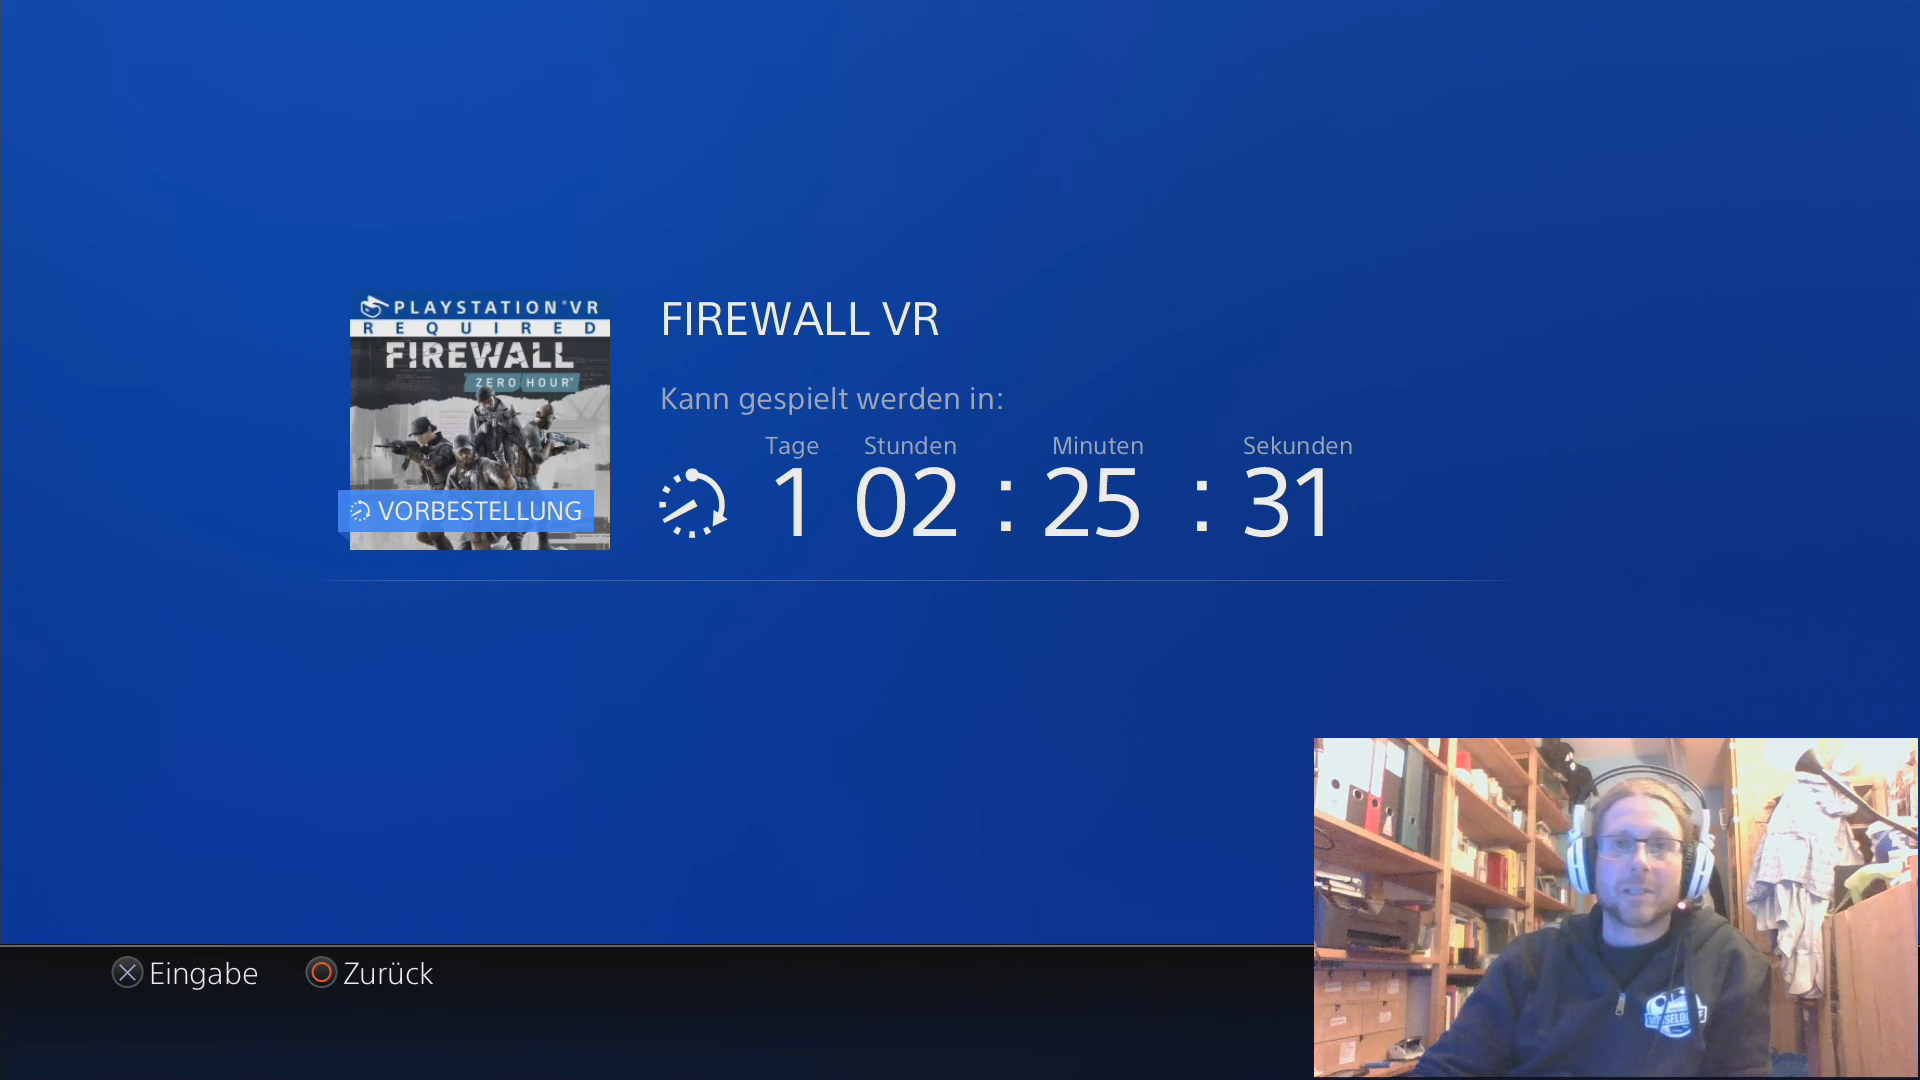 PLAYSTATION®VR
REQUIRED
FIREWALL
ZERO HOUR™
VORBESTELLUNG
FIREWALL VR
Kann gespielt werden in:
Tage Stunden Minuten Sekunden
1 02 : 25 : 31
Eingabe Zurück